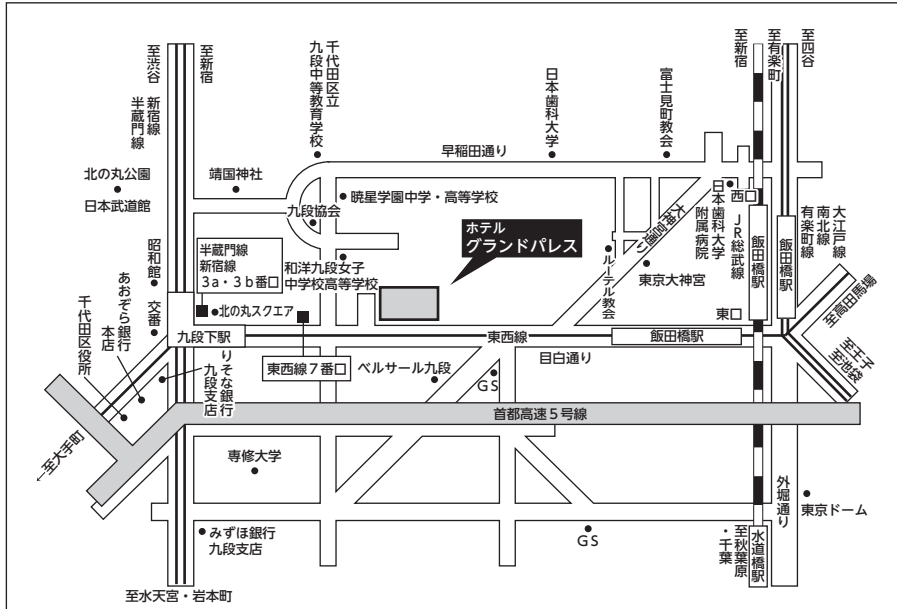 至渋谷
至新宿
新宿線
半蔵門線
千代田区立
九段中等教育学校
日本歯科大学
富士見町教会
至新宿
至有楽町
至四谷
早稲田通り
北の丸公園
日本武道館
靖国神社
暁星学園中学・高等学校
九段協会
ホテル
グランドパレス
大神宮通り
日本歯科大学
附属病院
西口
JR総武線
飯田橋駅
飯田橋駅
大江戸線
南北線
有楽町線
昭和館
交番
半蔵門線
新宿線
3a・3b番口
和洋九段女子
中学校高等学校
ルーテル教会
東京大神宮
東口
至高田馬場
あおぞら銀行
本店
千代田区役所
北の丸スクエア
九段下駅
東西線
飯田橋駅
目白通り
至王子
至池袋
りそな銀行
九段支店
東西線7番口
ベルサール九段
GS
首都高速5号線
←至大手町
専修大学
外堀通り
東京ドーム
みずほ銀行
九段支店
GS
至秋葉原
・千葉
水道橋駅
至水天宮・岩本町